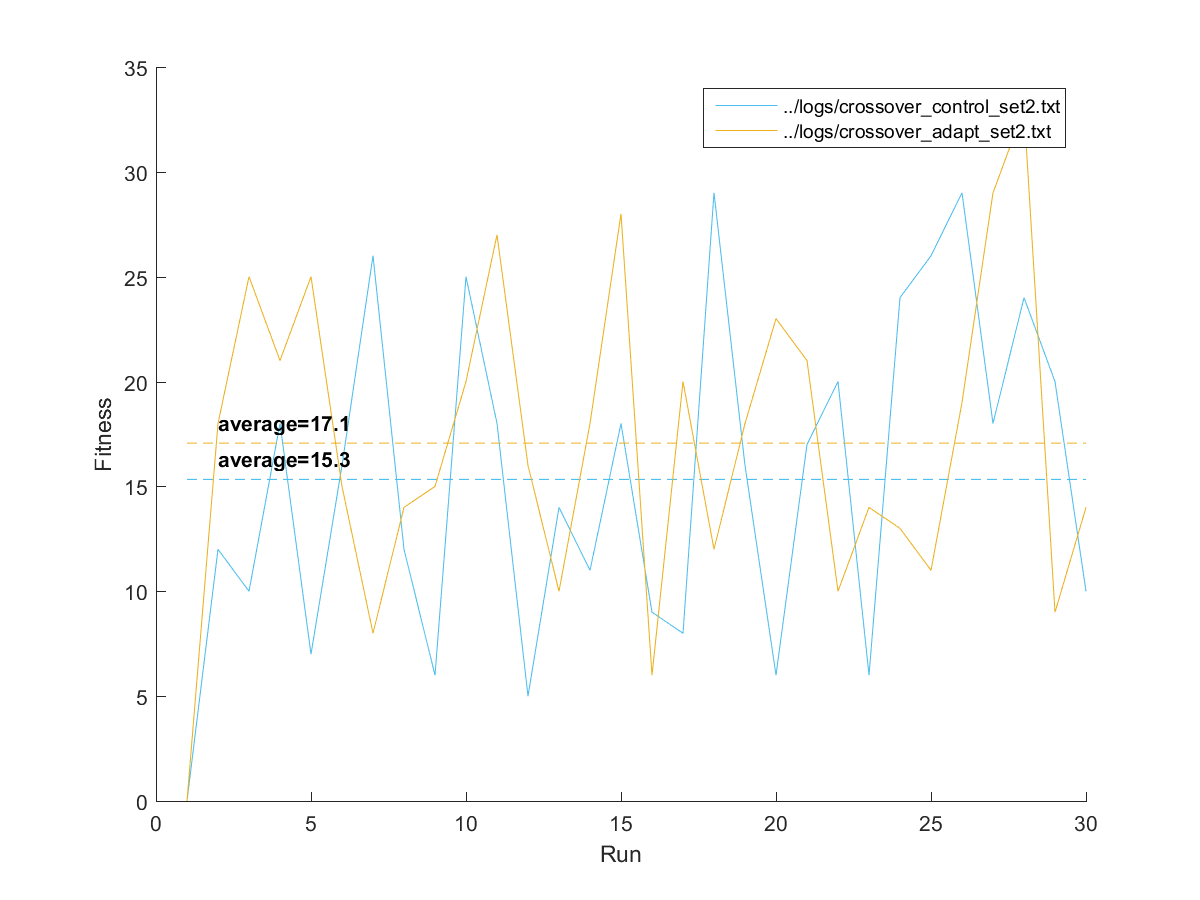 35
30
25
20
15
10
5
0
Fitness
../logs/crossover_control_set2.txt
../logs/crossover_adapt_set2.txt
average=17.1
average=15.3
0 5 10 15 20 25 30
Run